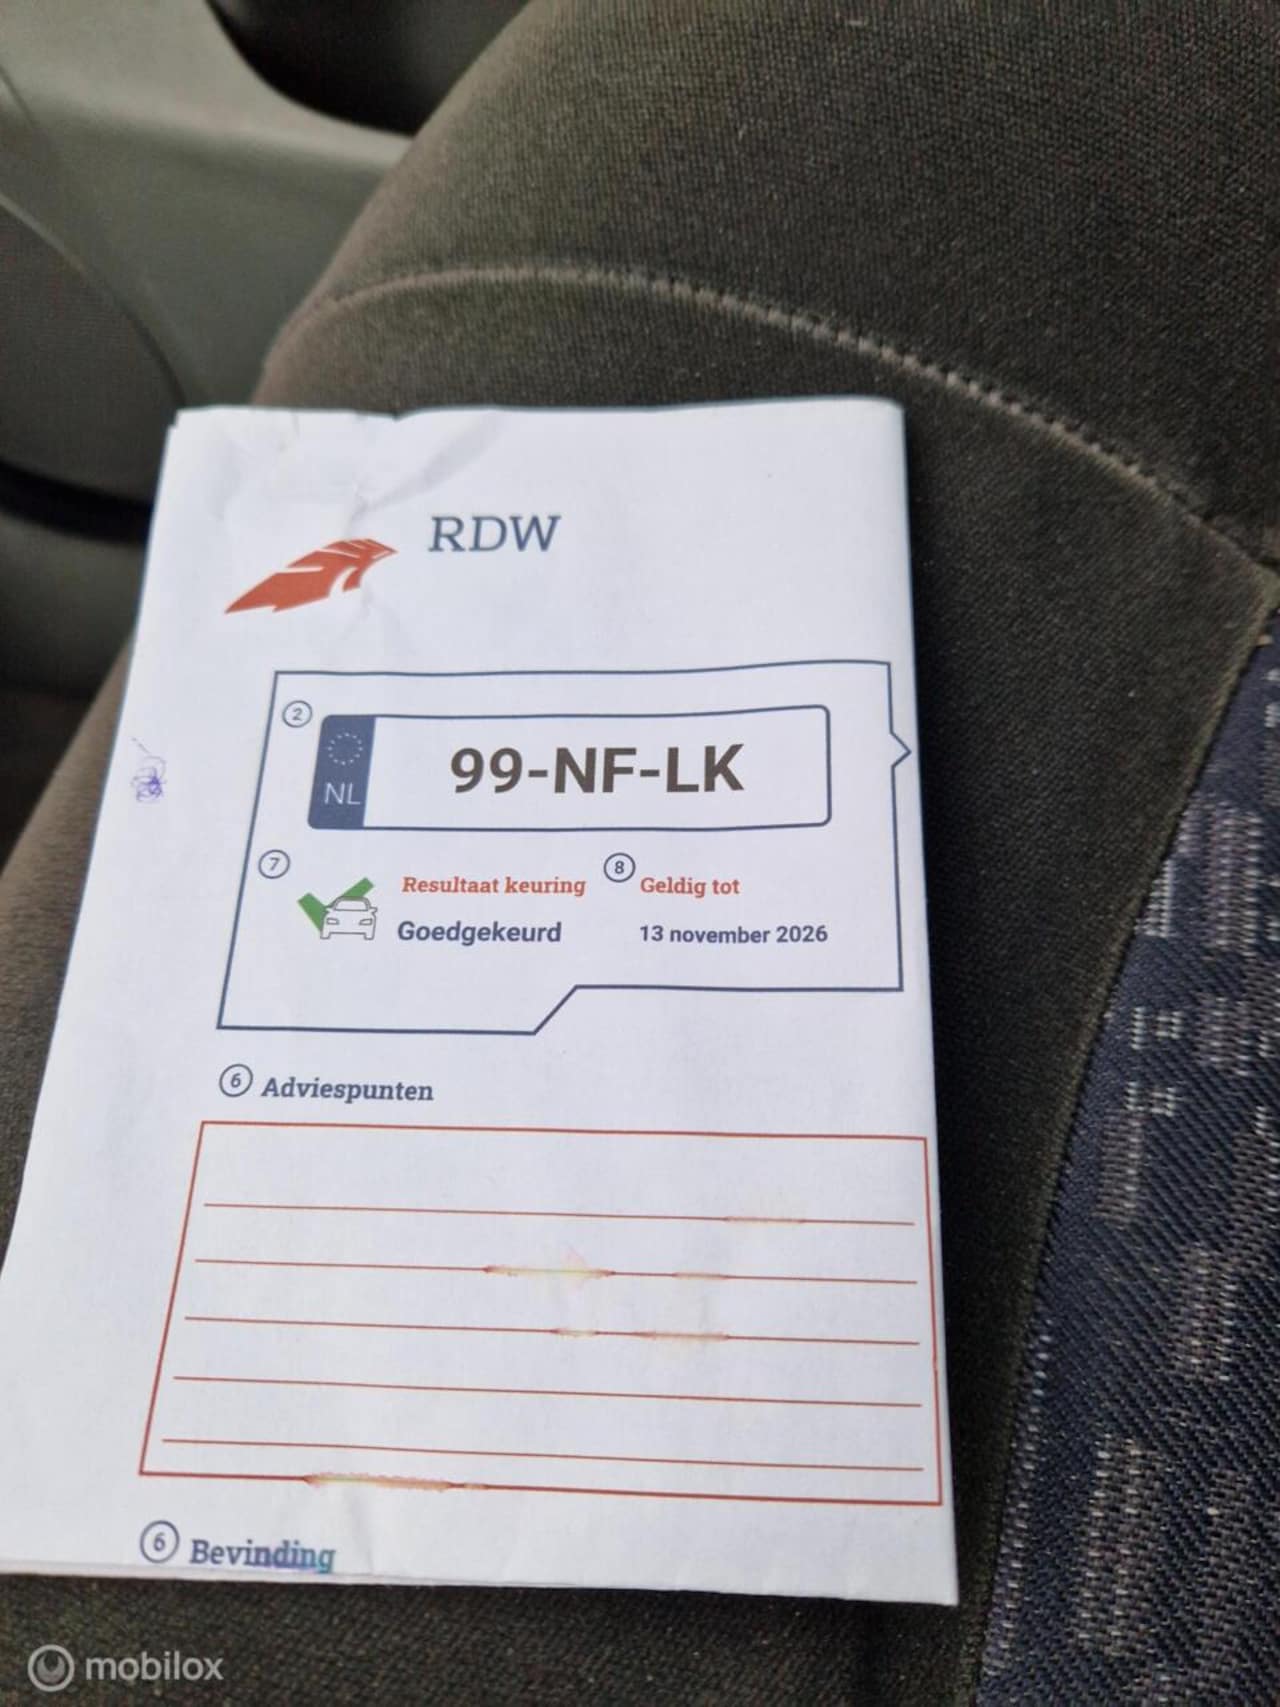 RDW
2
NL
99-NF-LK
7
Resultaat keuring
Goedgekeurd
8
Geldig tot
13 november 2026
6 Adviespunten
6 Bevinding
mobilox